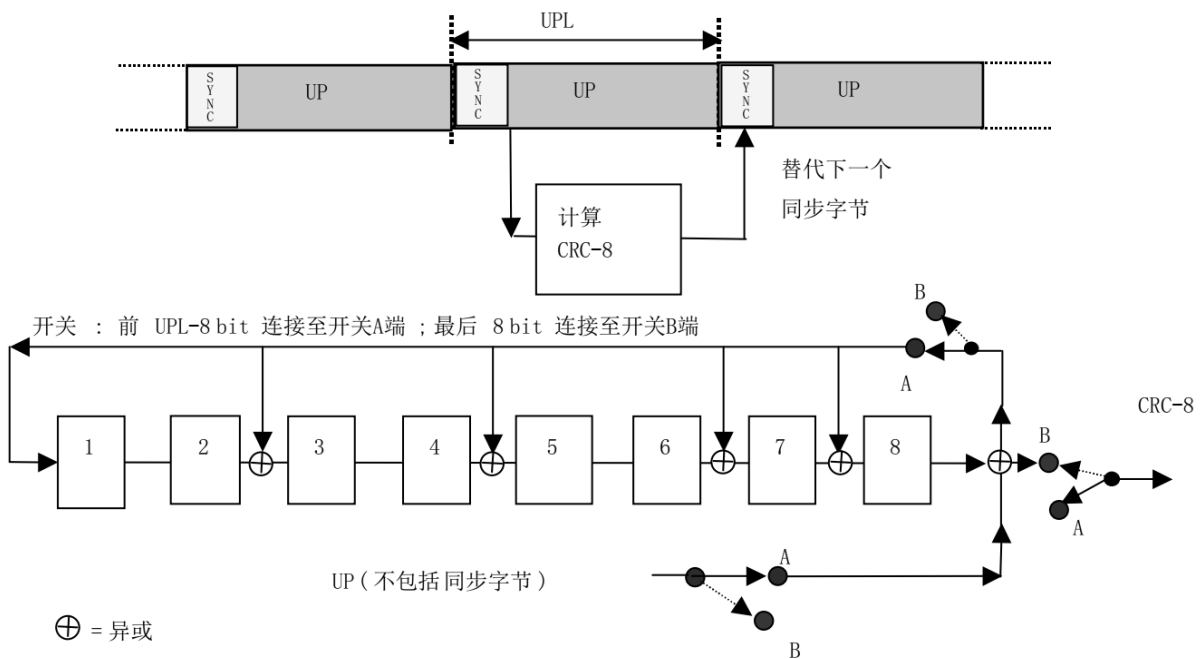 UPL
SYNC UP SYNC UP SYNC UP
替代下一个
同步字节
计算
CRC-8
B
开关 : 前 UPL-8 bit 连接至开关A端 ;最后 8 bit 连接至开关B端
A
CRC-8
1 2 3 4 5 6 7 8
B
A
A
UP ( 不包括 同步字节 )
B
= 异或